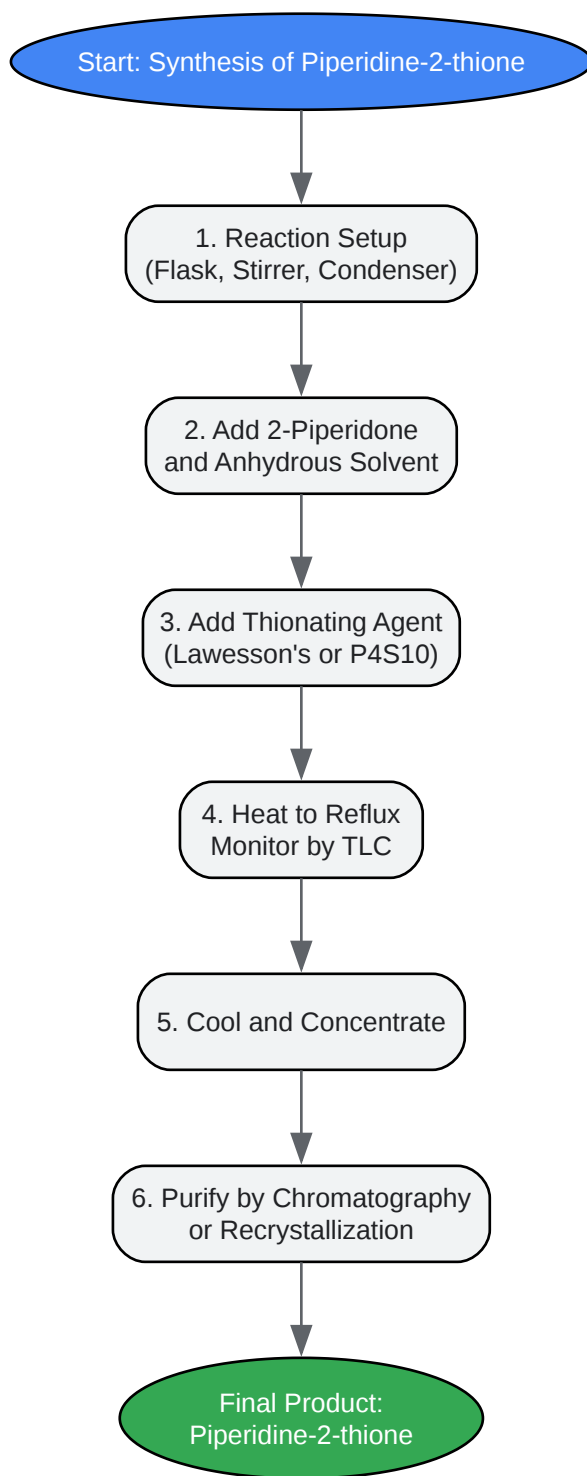 Start: Synthesis of Piperidine-2-thione
1. Reaction Setup
(Flask, Stirrer, Condenser)
2. Add 2-Piperidone
and Anhydrous Solvent
3. Add Thionating Agent
(Lawesson's or P4S10)
4. Heat to Reflux
Monitor by TLC
5. Cool and Concentrate
6. Purify by Chromatography
or Recrystallization
Final Product:
Piperidine-2-thione